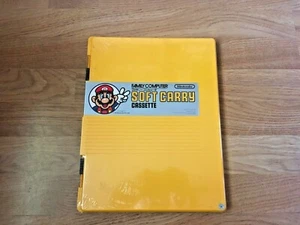 FAMILY COMPUTER
Nintendo
SOFT CARRY
CASSETTE